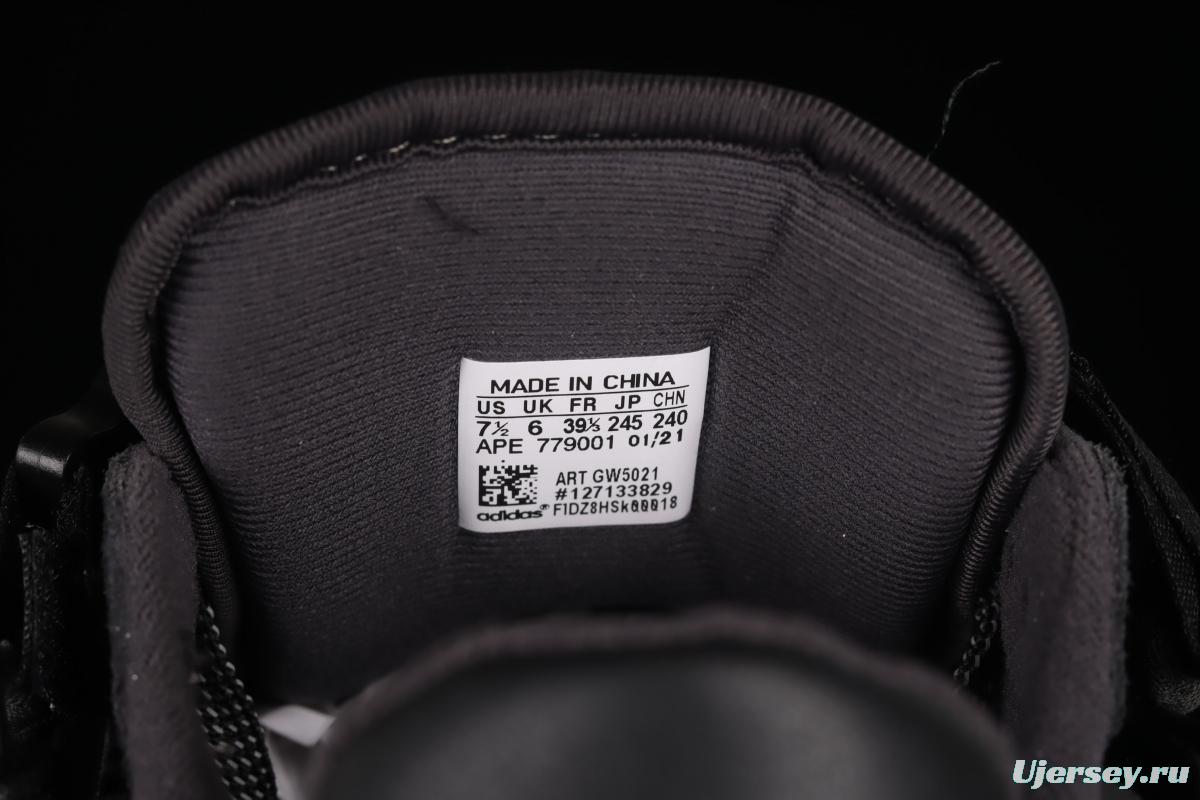 MADE IN CHINA
US UK FR JP CHN
7½ 6 39⅓ 245 240
APE 779001 01/21
ART GW5021
#127133829
adidas® FIDZ8HSk00018
Ujersey.ru